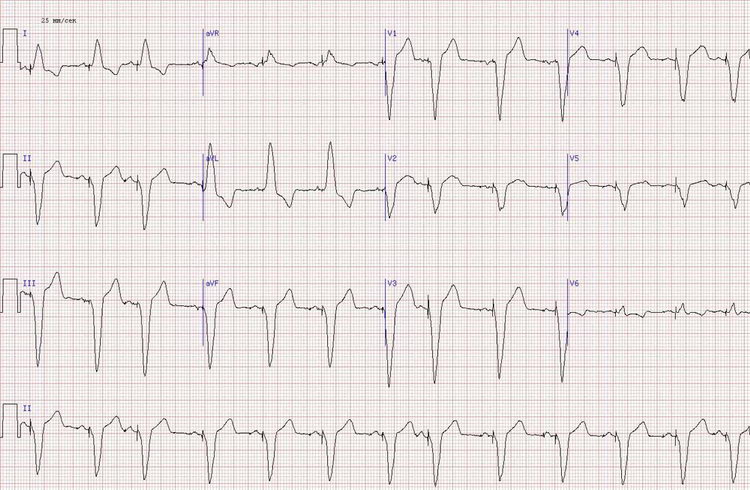 25 мм/сек
I aVR V1 V4
II aVL V2 V5
III aVF V3 V6
II